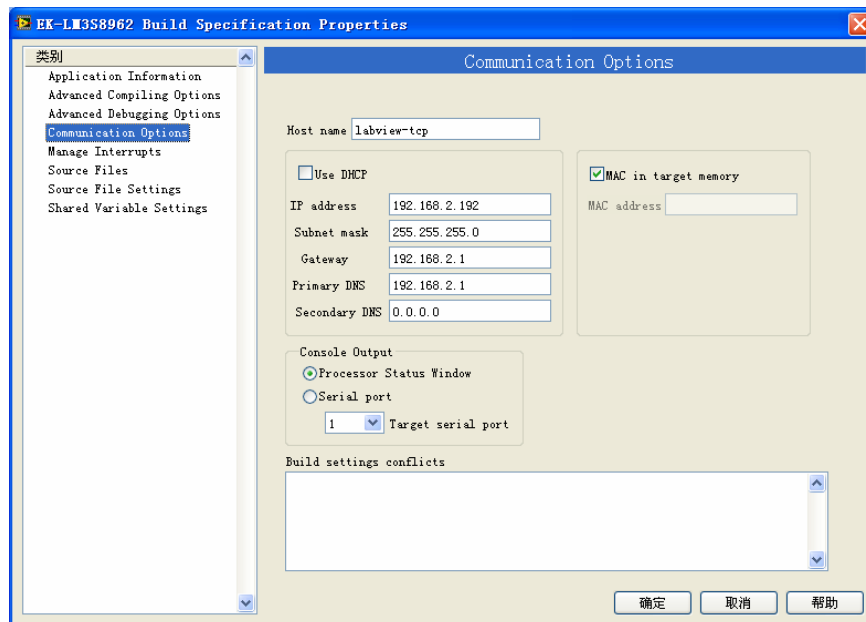 EK-LM3S8962 Build Specification Properties
类别
Application Information
Advanced Compiling Options
Advanced Debugging Options
Communication Options
Manage Interrupts
Source Files
Source File Settings
Shared Variable Settings
Communication Options
Host name labview-tcp
Use DHCP
IP address 192.168.2.192
Subnet mask 255.255.255.0
Gateway 192.168.2.1
Primary DNS 192.168.2.1
Secondary DNS 0.0.0.0
MAC in target memory
MAC address
Console Output
Processor Status Window
Serial port
1 Target serial port
Build settings conflicts
确定 取消 帮助